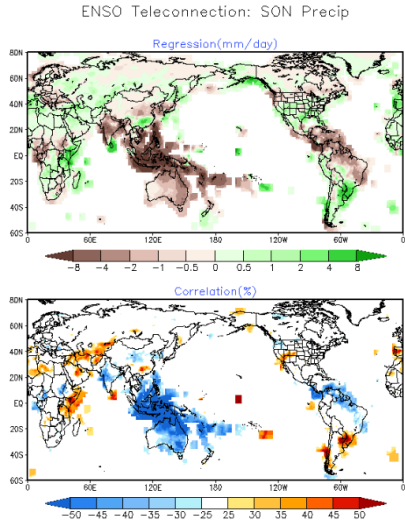 ENSO Teleconnection: SON Precip
Regression(mm/day)
80N
60N
40N
20N
EQ
20S
40S
60S
0 60E 120E 180 120W 60W 0
-8 -4 -2 -1 -0.5 0 0.5 1 2 4 8
Correlation(%)
80N
60N
40N
20N
EQ
20S
40S
60S
0 60E 120E 180 120W 60W 0
-50 -45 -40 -35 -30 -25 25 30 35 40 45 50